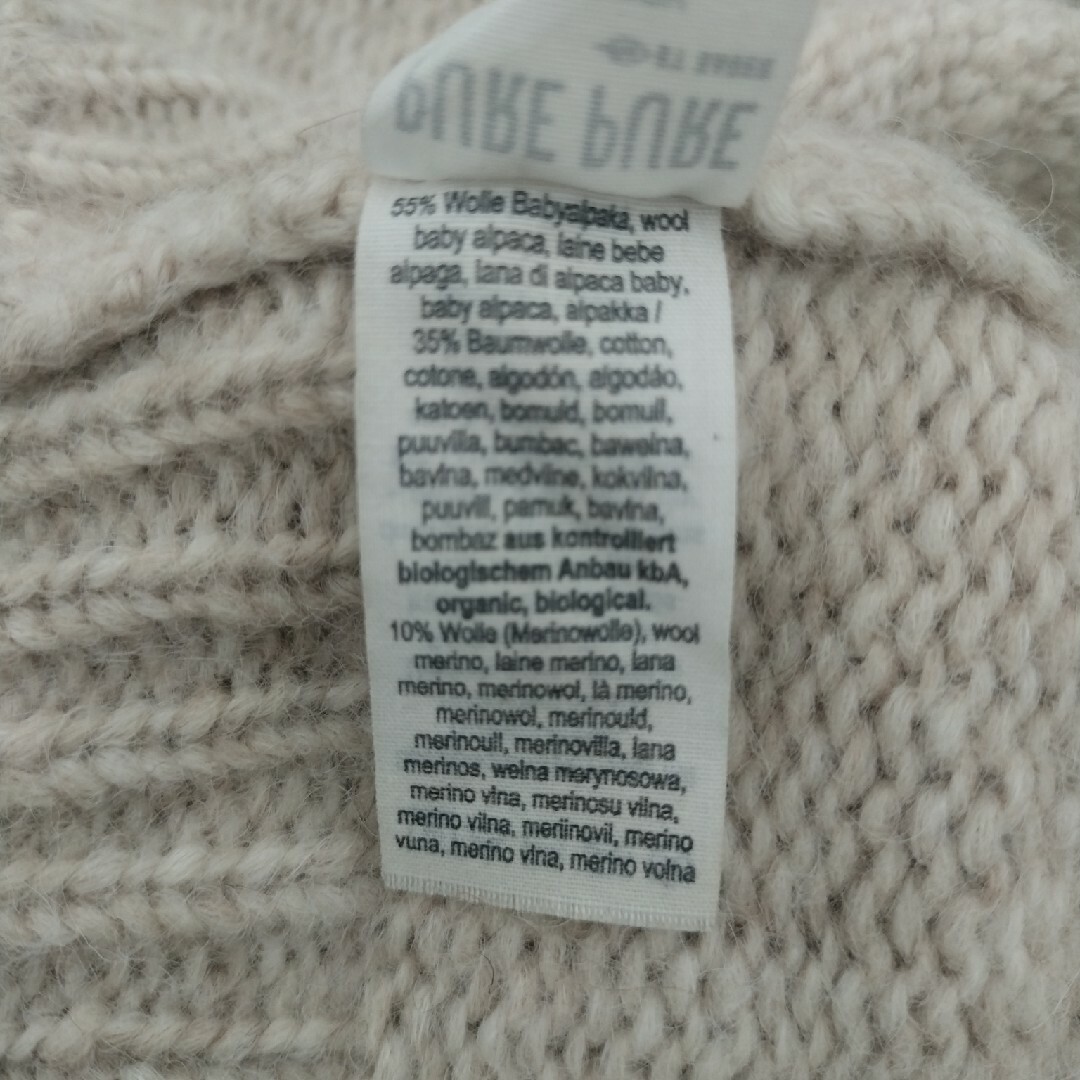 PURE PURE
55% Wolle Babyalpaka, wool
baby alpaca, laine bebe
alpaga, lana di alpaca baby,
baby alpaca, alpakka /
35% Baumwolle, cotton,
cotone, algodón, algodão,
katoen, bomuld, bomull,
puuvilla, bumbac, bawelna,
bavlna, medvilne, kokvilna,
puuvill, pamuk, bavlna,
bombaz aus kontrolliert
biologischem Anbau kbA,
organic, biological.
10% Wolle (Merinowolle), wool
merino, laine merino, lana
merino, merinowol, là merino,
merinowol, merinould,
merinoull, merinovilla, lana
merinos, welna merynosowa,
merino vlna, merinosu vilna,
merino vilna, meriinovil, merino
vuna, merino vlna, merino volna